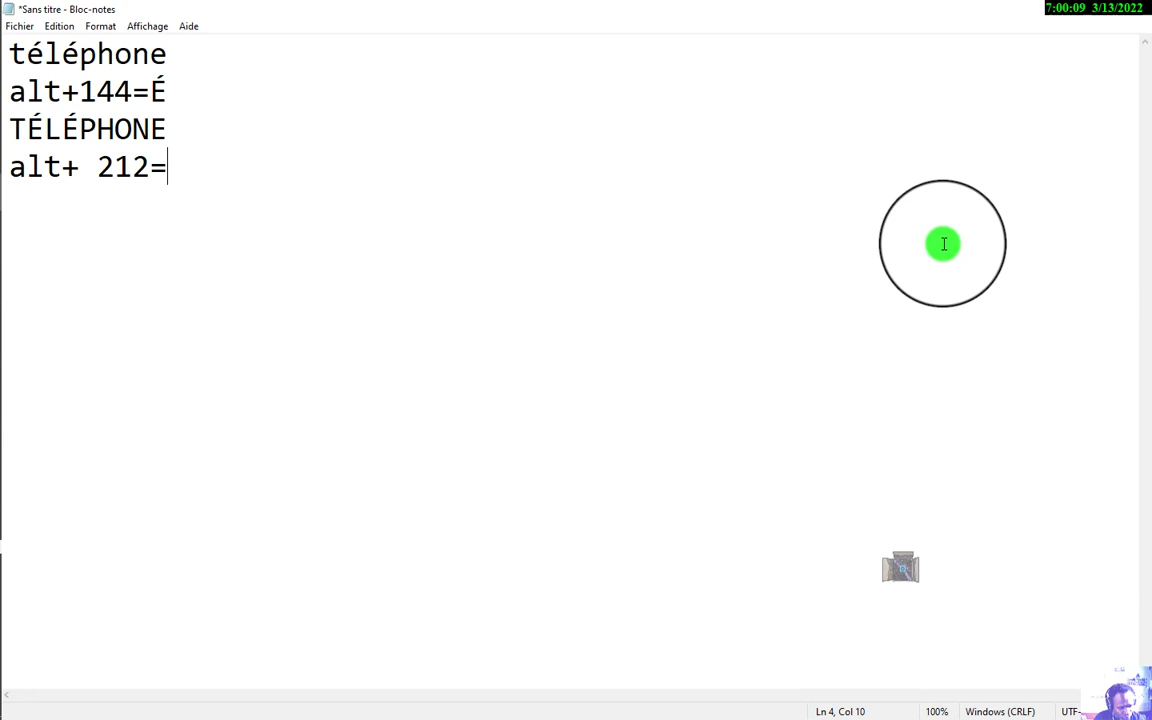 7:00:09 3/13/2022
*Sans titre - Bloc-notes
Fichier Edition Format Affichage Aide
téléphone
alt+144=É
TÉLÉPHONE
alt+ 212=
Ln 4, Col 10 100% Windows (CRLF) UTF-